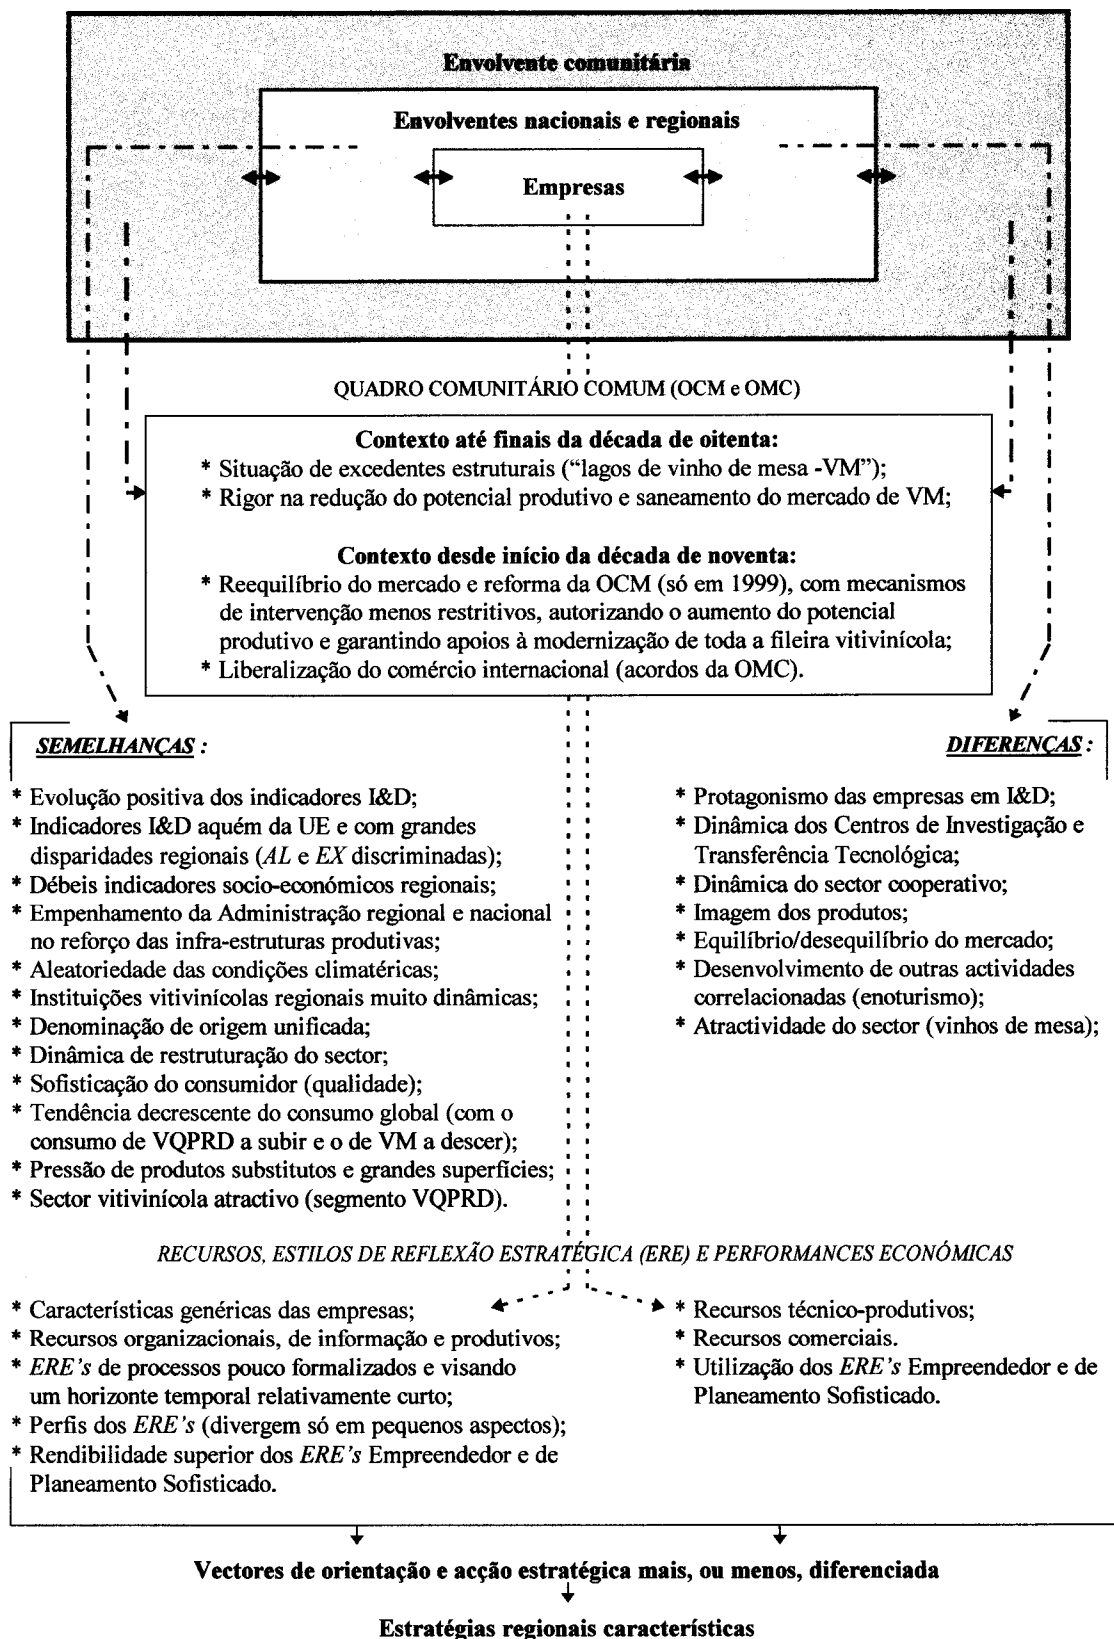 Envolvente comunitária
Envolventes nacionais e regionais
Empresas
QUADRO COMUNITÁRIO COMUM (OCM e OMC)
Contexto até finais da década de oitenta:
* Situação de excedentes estruturais (“lagos de vinho de mesa -VM”);
* Rigor na redução do potencial produtivo e saneamento do mercado de VM;
Contexto desde início da década de noventa:
* Reequilíbrio do mercado e reforma da OCM (só em 1999), com mecanismos
de intervenção menos restritivos, autorizando o aumento do potencial
produtivo e garantindo apoios à modernização de toda a fileira vitivinícola;
* Liberalização do comércio internacional (acordos da OMC).
SEMELHANÇAS :
* Evolução positiva dos indicadores I&D;
* Indicadores I&D aquém da UE e com grandes
disparidades regionais (AL e EX discriminadas);
* Débeis indicadores socio-económicos regionais;
* Empenhamento da Administração regional e nacional
no reforço das infra-estruturas produtivas;
* Aleatoriedade das condições climatéricas;
* Instituições vitivinícolas regionais muito dinâmicas;
* Denominação de origem unificada;
* Dinâmica de restruturação do sector;
* Sofisticação do consumidor (qualidade);
* Tendência decrescente do consumo global (com o
consumo de VQPRD a subir e o de VM a descer);
* Pressão de produtos substitutos e grandes superfícies;
* Sector vitivinícola atractivo (segmento VQPRD).
DIFERENÇAS :
* Protagonismo das empresas em I&D;
* Dinâmica dos Centros de Investigação e
Transferência Tecnológica;
* Dinâmica do sector cooperativo;
* Imagem dos produtos;
* Equilíbrio/desequilíbrio do mercado;
* Desenvolvimento de outras actividades
correlacionadas (enoturismo);
* Atractividade do sector (vinhos de mesa);
RECURSOS, ESTILOS DE REFLEXÃO ESTRATÉGICA (ERE) E PERFORMANCES ECONÓMICAS
* Características genéricas das empresas;
* Recursos organizacionais, de informação e produtivos;
* ERE's de processos pouco formalizados e visando
um horizonte temporal relativamente curto;
* Perfis dos ERE's (divergem só em pequenos aspectos);
* Rendibilidade superior dos ERE's Empreendedor e de
Planeamento Sofisticado.
* Recursos técnico-produtivos;
* Recursos comerciais.
* Utilização dos ERE's Empreendedor e de
Planeamento Sofisticado.
Vectores de orientação e acção estratégica mais, ou menos, diferenciada
Estratégias regionais características